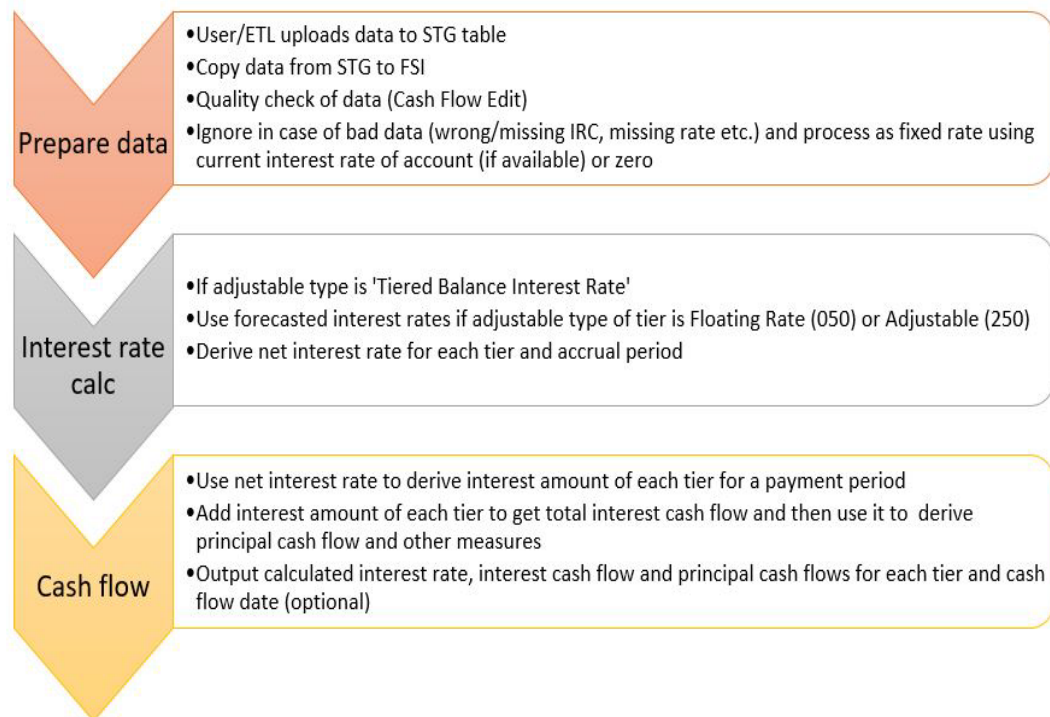 Prepare data
•User/ETL uploads data to STG table
•Copy data from STG to FSI
•Quality check of data (Cash Flow Edit)
•Ignore in case of bad data (wrong/missing IRC, missing rate etc.) and process as fixed rate using
current interest rate of account (if available) or zero
Interest rate
calc
•If adjustable type is 'Tiered Balance Interest Rate'
•Use forecasted interest rates if adjustable type of tier is Floating Rate (050) or Adjustable (250)
•Derive net interest rate for each tier and accrual period
Cash flow
•Use net interest rate to derive interest amount of each tier for a payment period
•Add interest amount of each tier to get total interest cash flow and then use it to  derive
principal cash flow and other measures
•Output calculated interest rate, interest cash flow and principal cash flows for each tier and cash
flow date (optional)